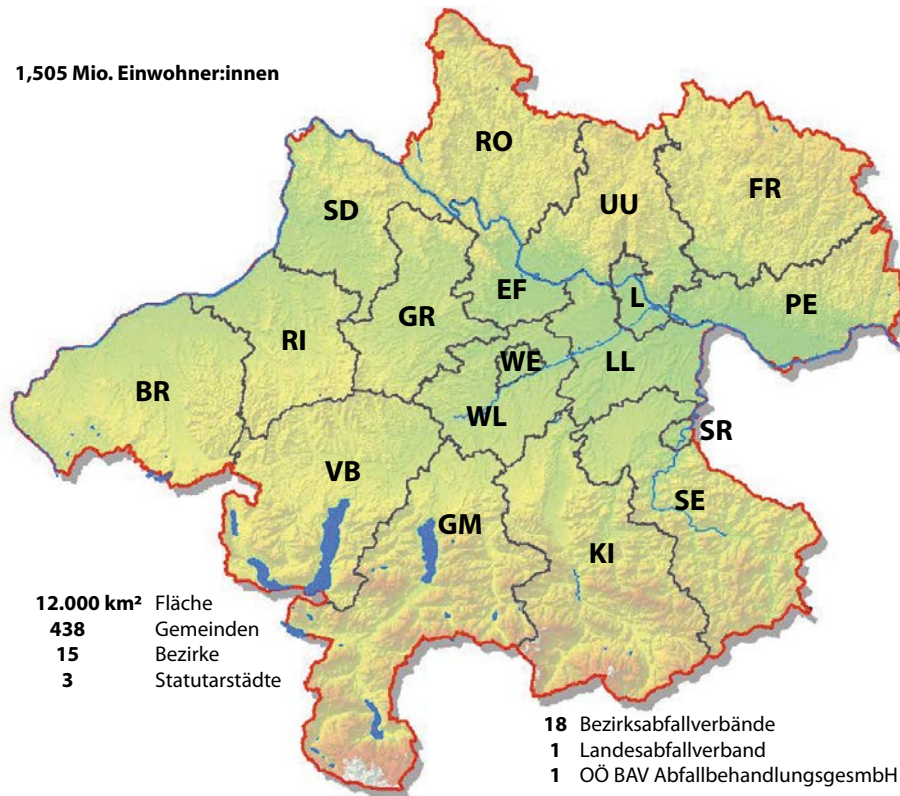 1,505 Mio. Einwohner:innen
RO
FR
UU
SD
EF
L
PE
GR
RI
WE
LL
BR
WL
SR
VB
SE
GM
KI
12.000 km² Fläche
438 Gemeinden
15 Bezirke
3 Statutarstädte
18 Bezirksabfallverbände
1 Landesabfallverband
1 OÖ BAV AbfallbehandlungsgesmbH